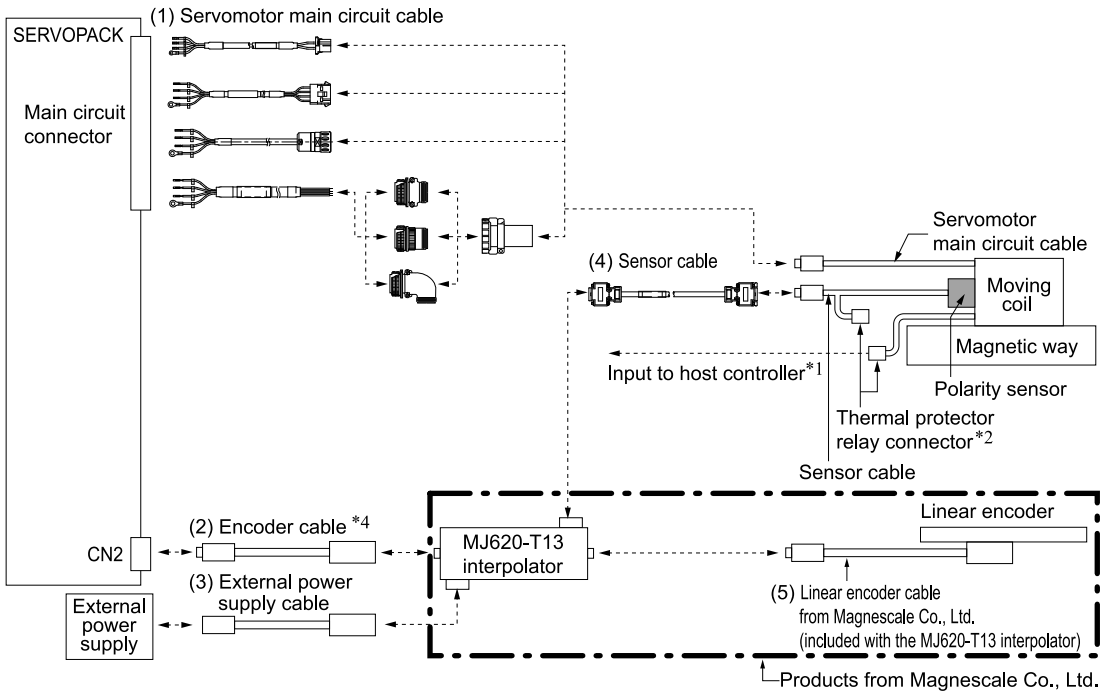 (1) Servomotor main circuit cable
SERVOPACK
Main circuit
connector
Servomotor
main circuit cable
(4) Sensor cable
Moving
coil
Magnetic way
Input to host controller*1
Polarity sensor
Thermal protector
relay connector*2
Sensor cable
Linear encoder
(2) Encoder cable *4
MJ620-T13
interpolator
CN2
(3) External power
supply cable
External
power
supply
(5) Linear encoder cable
from Magnescale Co., Ltd.
(included with the MJ620-T13 interpolator)
Products from Magnescale Co., Ltd.